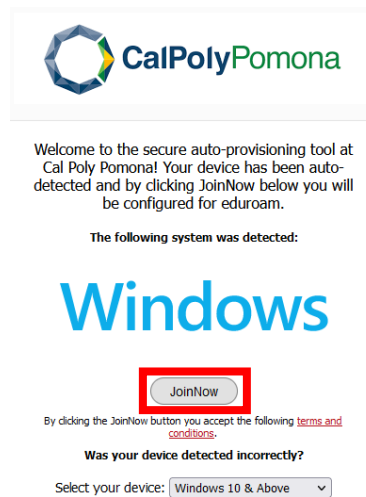 CalPolyPomona
Welcome to the secure auto-provisioning tool at
Cal Poly Pomona! Your device has been auto-
detected and by clicking JoinNow below you will
be configured for eduroam.
The following system was detected:
Windows
JoinNow
By clicking the JoinNow button you accept the following terms and
conditions.
Was your device detected incorrectly?
Select your device: Windows 10 & Above